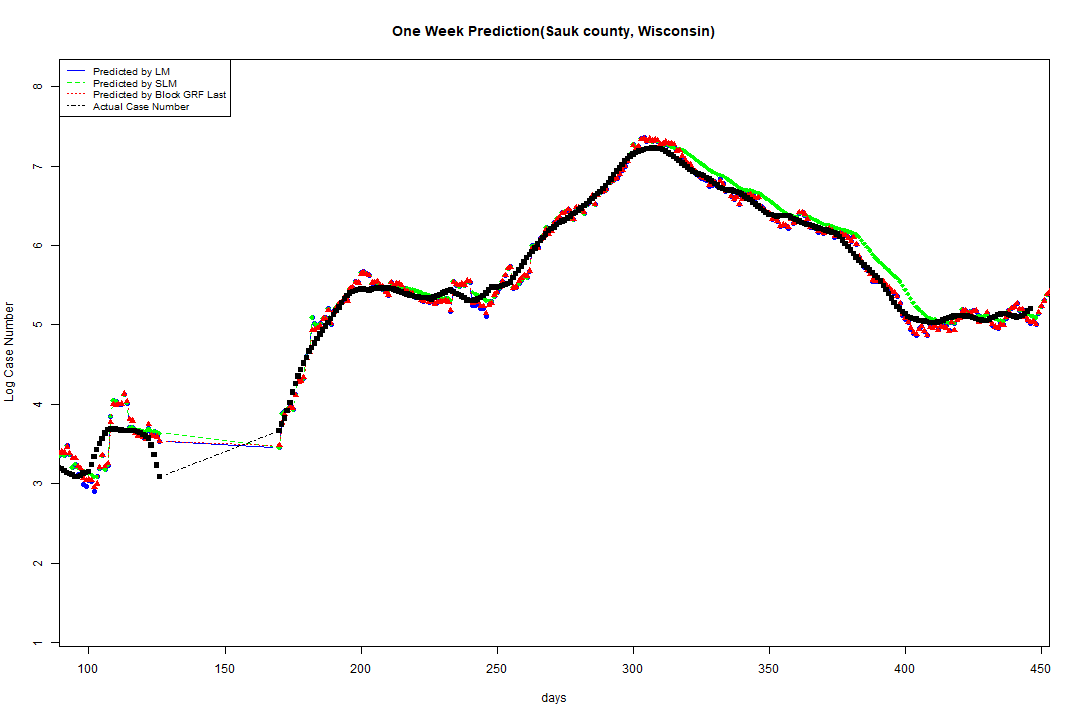 One Week Prediction(Sauk county, Wisconsin)
Predicted by LM
Predicted by SLM
Predicted by Block GRF Last
Actual Case Number
8
7
6
5
4
3
2
1
Log Case Number
100 150 200 250 300 350 400 450
days